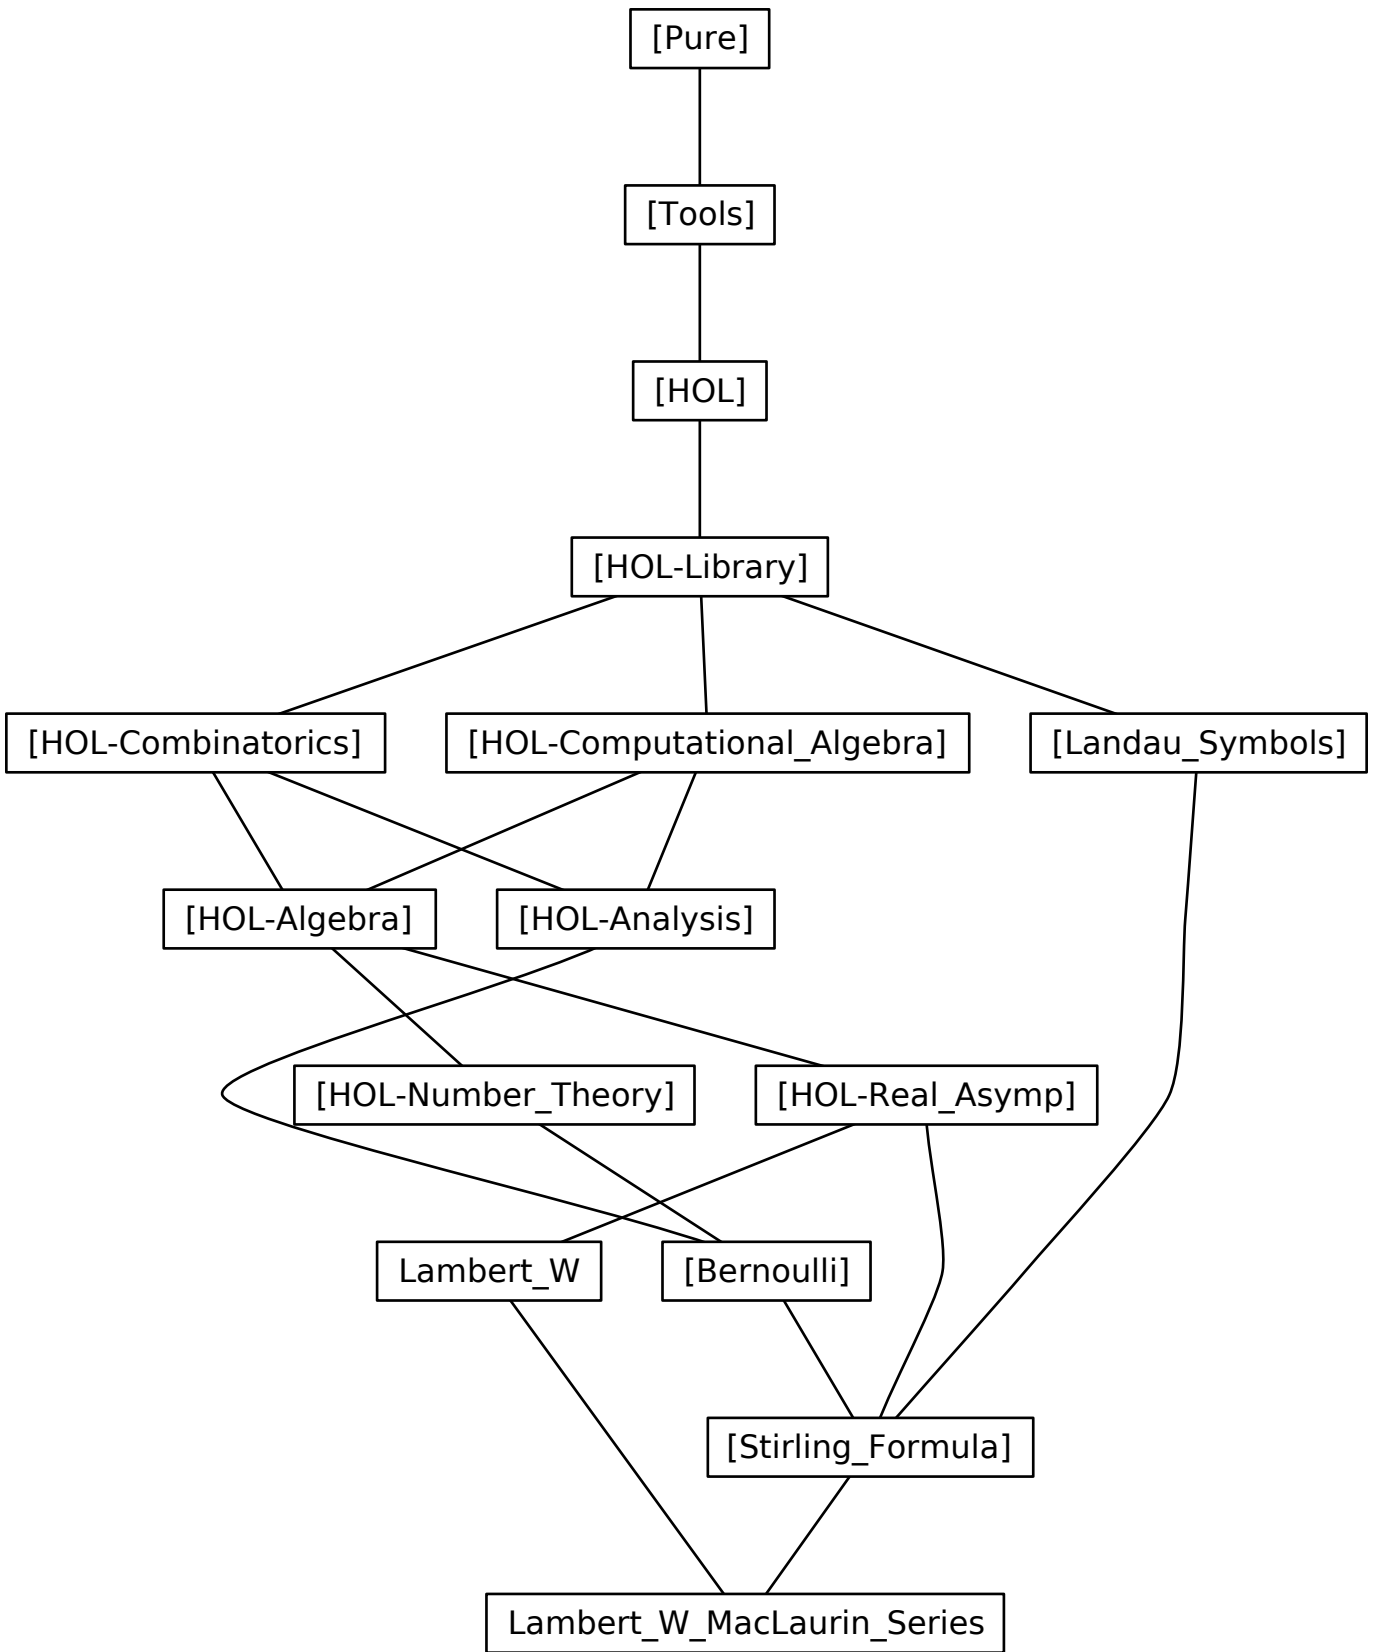 [Pure]
[Tools]
[HOL]
[HOL-Library]
[HOL-Combinatorics]
[HOL-Computational_Algebra]
[Landau_Symbols]
[HOL-Algebra]
[HOL-Analysis]
[HOL-Number_Theory]
[HOL-Real_Asymp]
Lambert_W
[Bernoulli]
[Stirling_Formula]
Lambert_W_MacLaurin_Series